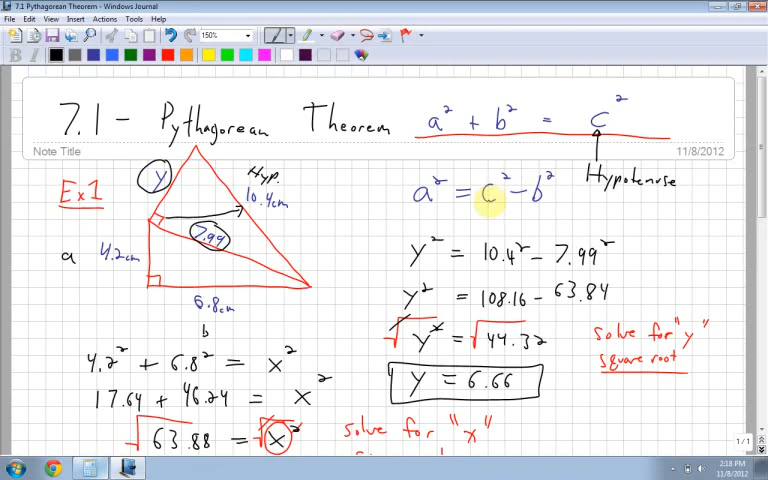 7.1 Pythagorean Theorem - Windows Journal
File Edit View Insert Actions Tools Help
150%
B I
7.1 - Pythagorean Theorem a² + b² = c²
Note Title
11/8/2012
Hypotenuse
Ex 1
y
Hyp.
10.4cm
7.99
a 4.2cm
6.8cm
b
4.2² + 6.8² = x²
17.64 + 46.24 = x²
√63.88 = √x²
a² = c² - b²
y² = 10.4² - 7.99²
y² = 108.16 - 63.84
√y² = √44.32
y = 6.66
solve for "y"
square root
solve for "x"
1/1
2:18 PM
11/8/2012